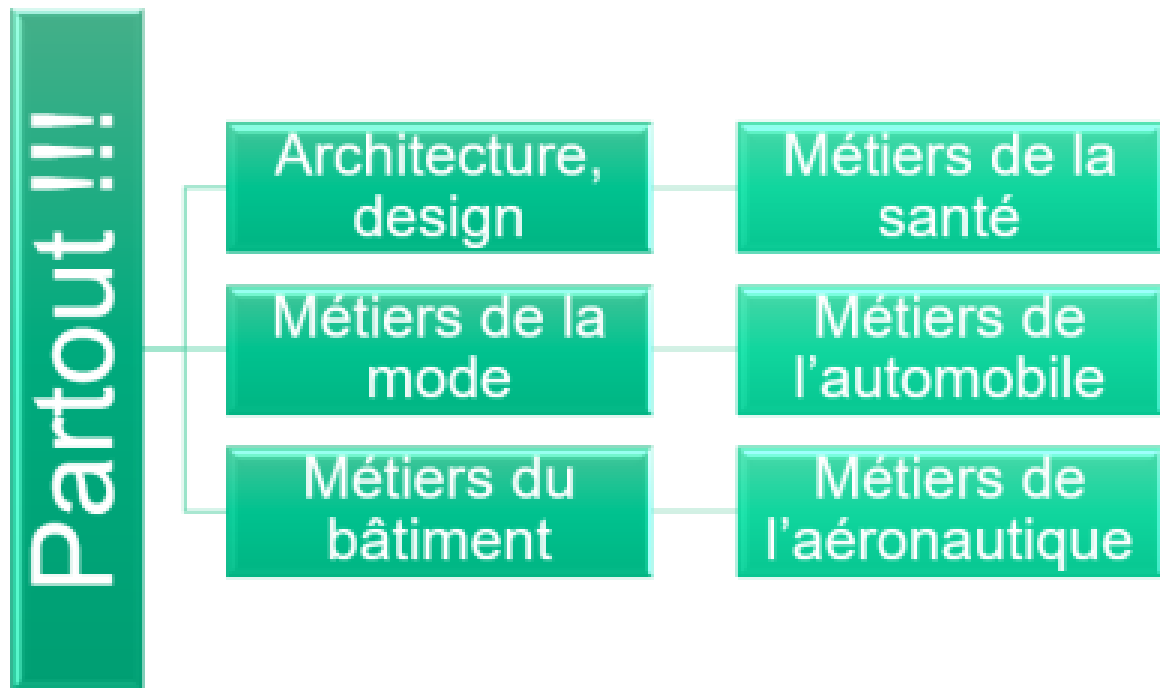 Partout !!!
Architecture,
design
Métiers de la
santé
Métiers de la
mode
Métiers de
l’automobile
Métiers du
bâtiment
Métiers de
l’aéronautique